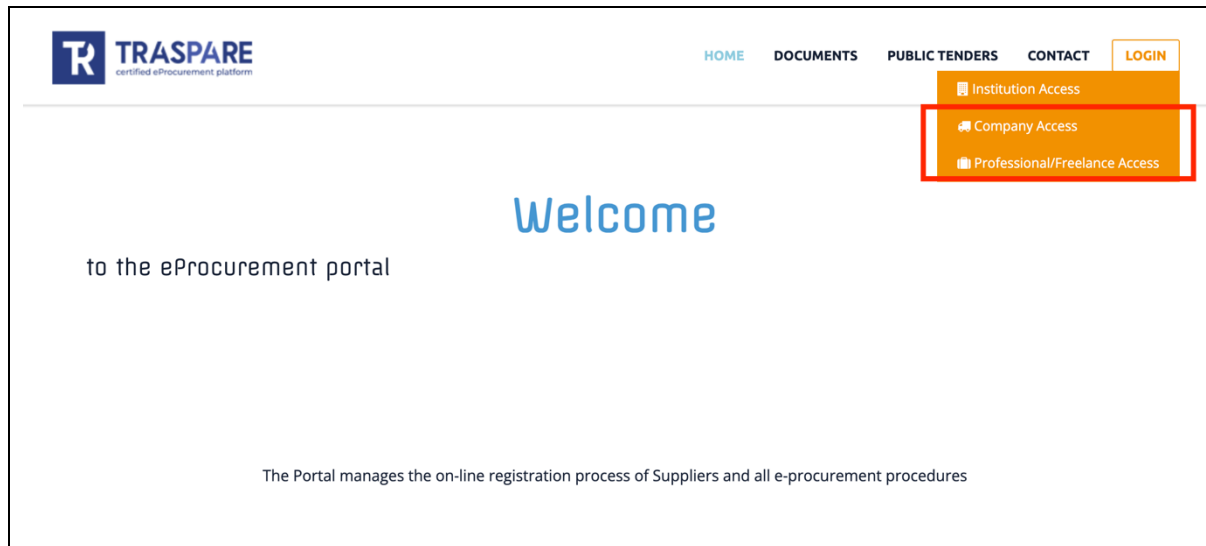 TR TRASPARE
certified eProcurement platform
HOME DOCUMENTS PUBLIC TENDERS CONTACT LOGIN
Institution Access
Company Access
Professional/Freelance Access
Welcome
to the eProcurement portal
The Portal manages the on-line registration process of Suppliers and all e-procurement procedures